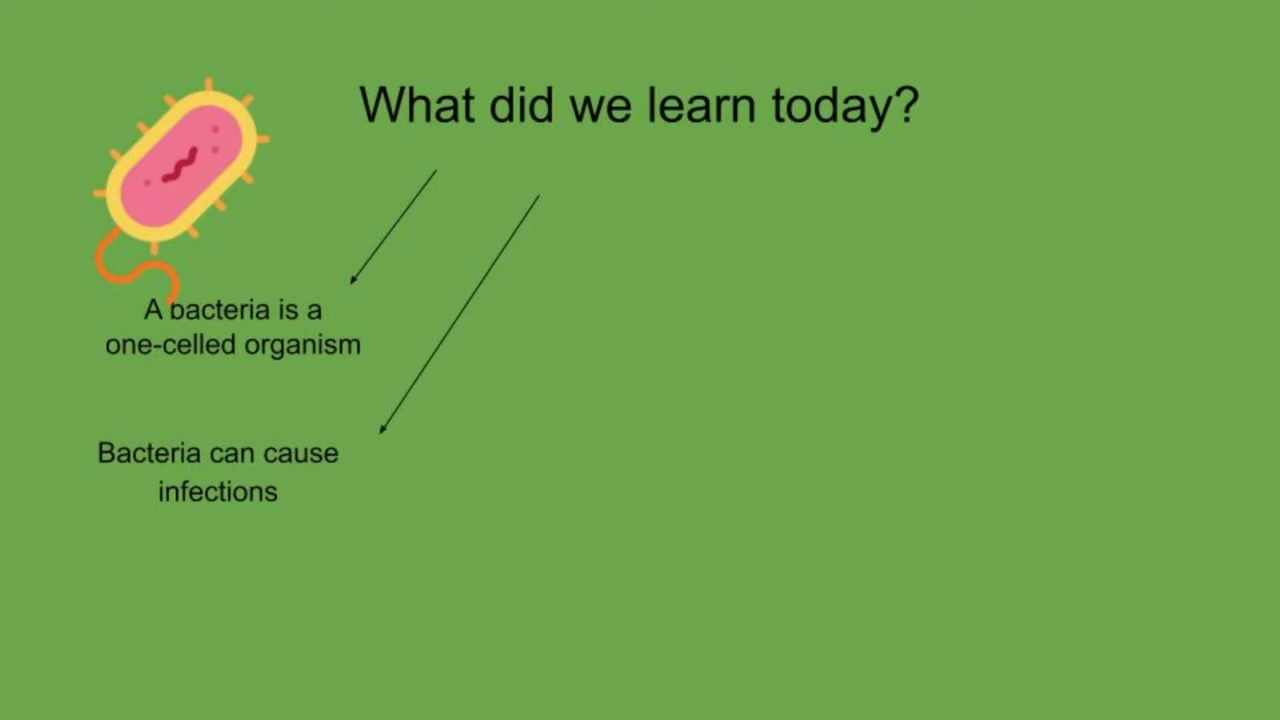 What did we learn today?
A bacteria is a
one-celled organism
Bacteria can cause
infections